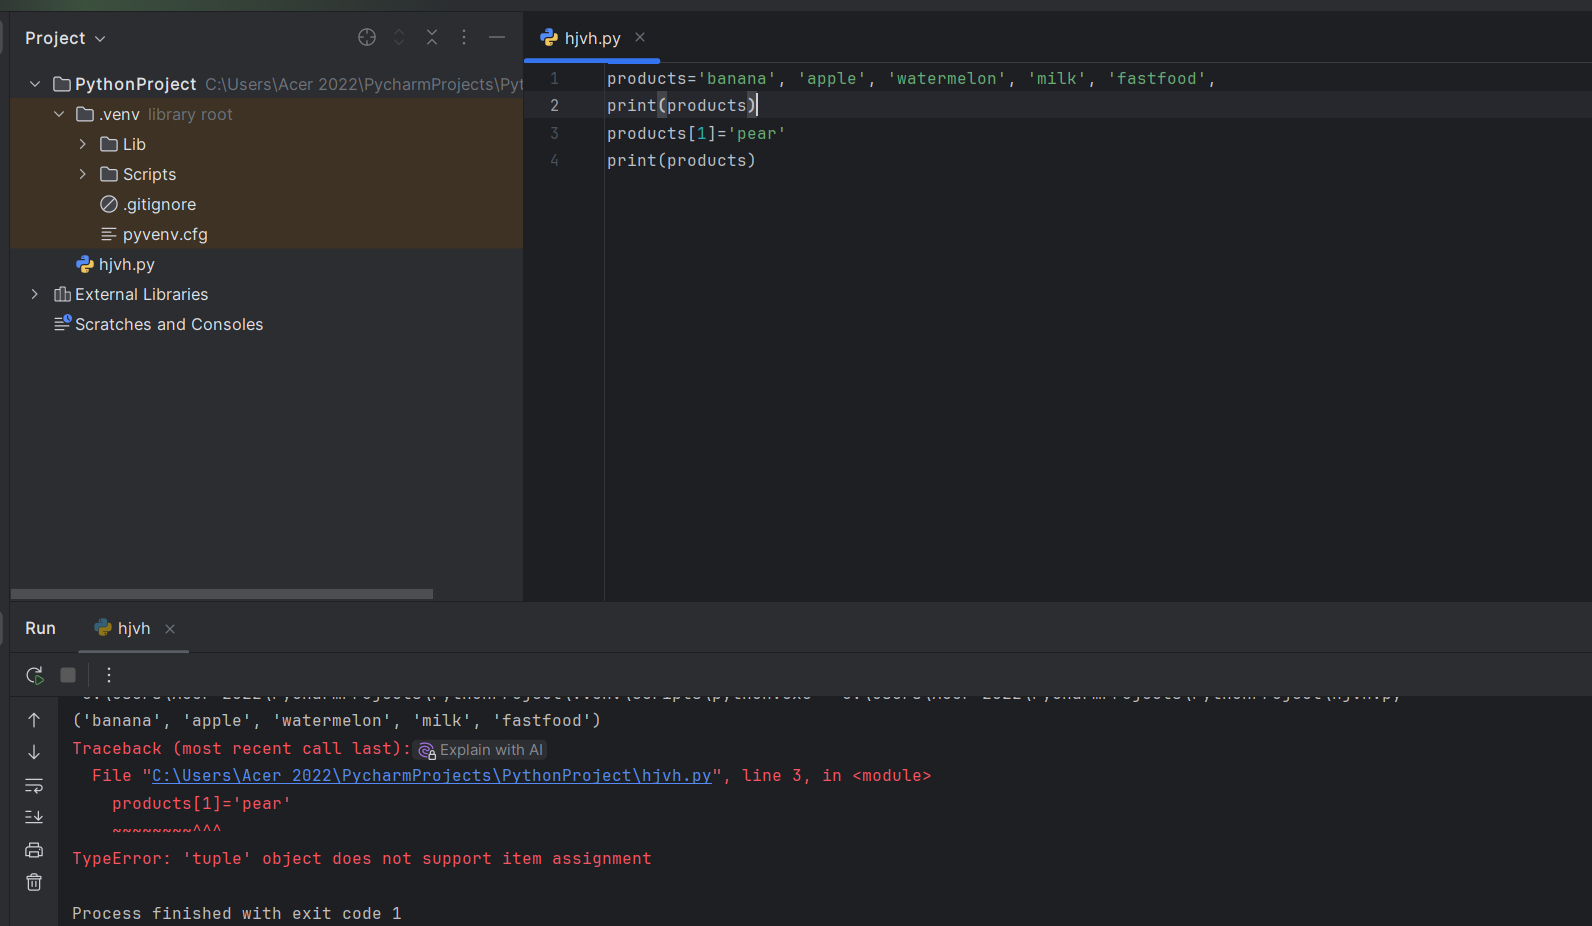 Project
hjvh.py
PythonProject C:\Users\Acer 2022\PycharmProjects\Pyt
.venv library root
Lib
Scripts
.gitignore
pyvenv.cfg
hjvh.py
External Libraries
Scratches and Consoles
1 products='banana', 'apple', 'watermelon', 'milk', 'fastfood',
2 print(products)
3 products[1]='pear'
4 print(products)
Run hjvh
('banana', 'apple', 'watermelon', 'milk', 'fastfood')
Traceback (most recent call last): Explain with AI
File "C:\Users\Acer 2022\PycharmProjects\PythonProject\hjvh.py", line 3, in <module>
products[1]='pear'
~~~~~~~~^^^
TypeError: 'tuple' object does not support item assignment
Process finished with exit code 1